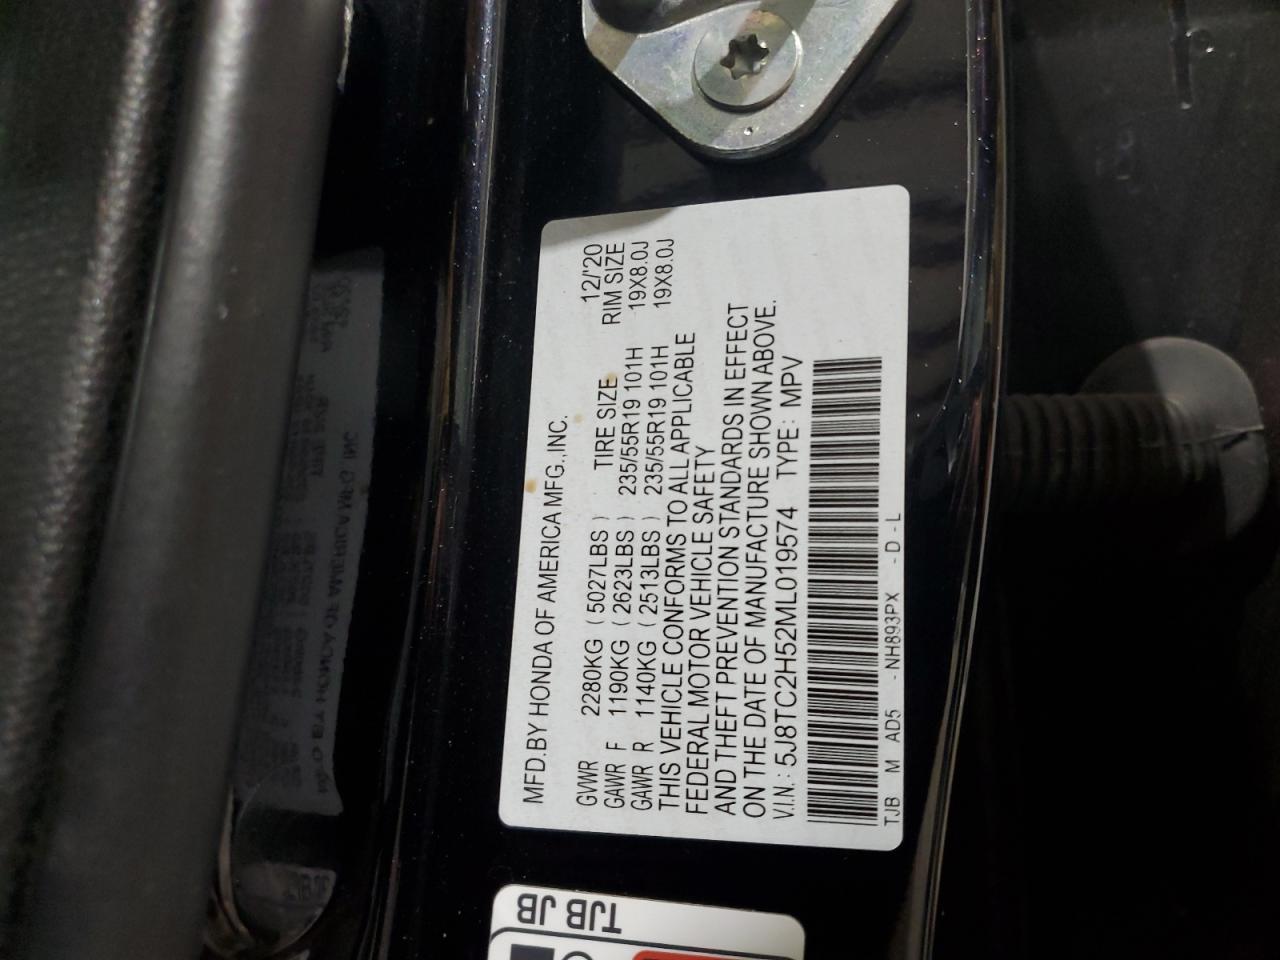 MFD.BY HONDA OF AMERICA MFG.,INC. 12/'20
GVWR 2280KG (5027LBS) TIRE SIZE RIM SIZE
GAWR F 1190KG (2623LBS) 235/55R19 101H 19X8.0J
GAWR R 1140KG (2513LBS) 235/55R19 101H 19X8.0J
THIS VEHICLE CONFORMS TO ALL APPLICABLE
FEDERAL MOTOR VEHICLE SAFETY
AND THEFT PREVENTION STANDARDS IN EFFECT
ON THE DATE OF MANUFACTURE SHOWN ABOVE.
V.I.N.: 5J8TC2H52ML019574 TYPE: MPV
TJB M AD5 -NH893PX -D-L
TJB JB